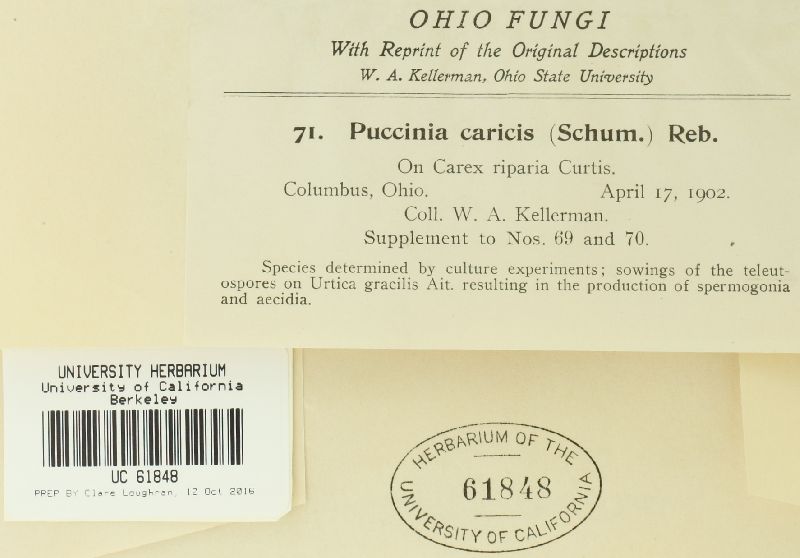 OHIO FUNGI
With Reprint of the Original Descriptions
W. A. Kellerman, Ohio State University
71. Puccinia caricis (Schum.) Reb.
On Carex riparia Curtis.
Columbus, Ohio. April 17, 1902.
Coll. W. A. Kellerman.
Supplement to Nos. 69 and 70.
Species determined by culture experiments; sowings of the teleut-
ospores on Urtica gracilis Ait. resulting in the production of spermogonia
and aecidia.
UNIVERSITY HERBARIUM
University of California
Berkeley
UC 61848
PREP BY Clare Loughran, 12 Oct 2016
HERBARIUM OF THE
61848
UNIVERSITY OF CALIFORNIA